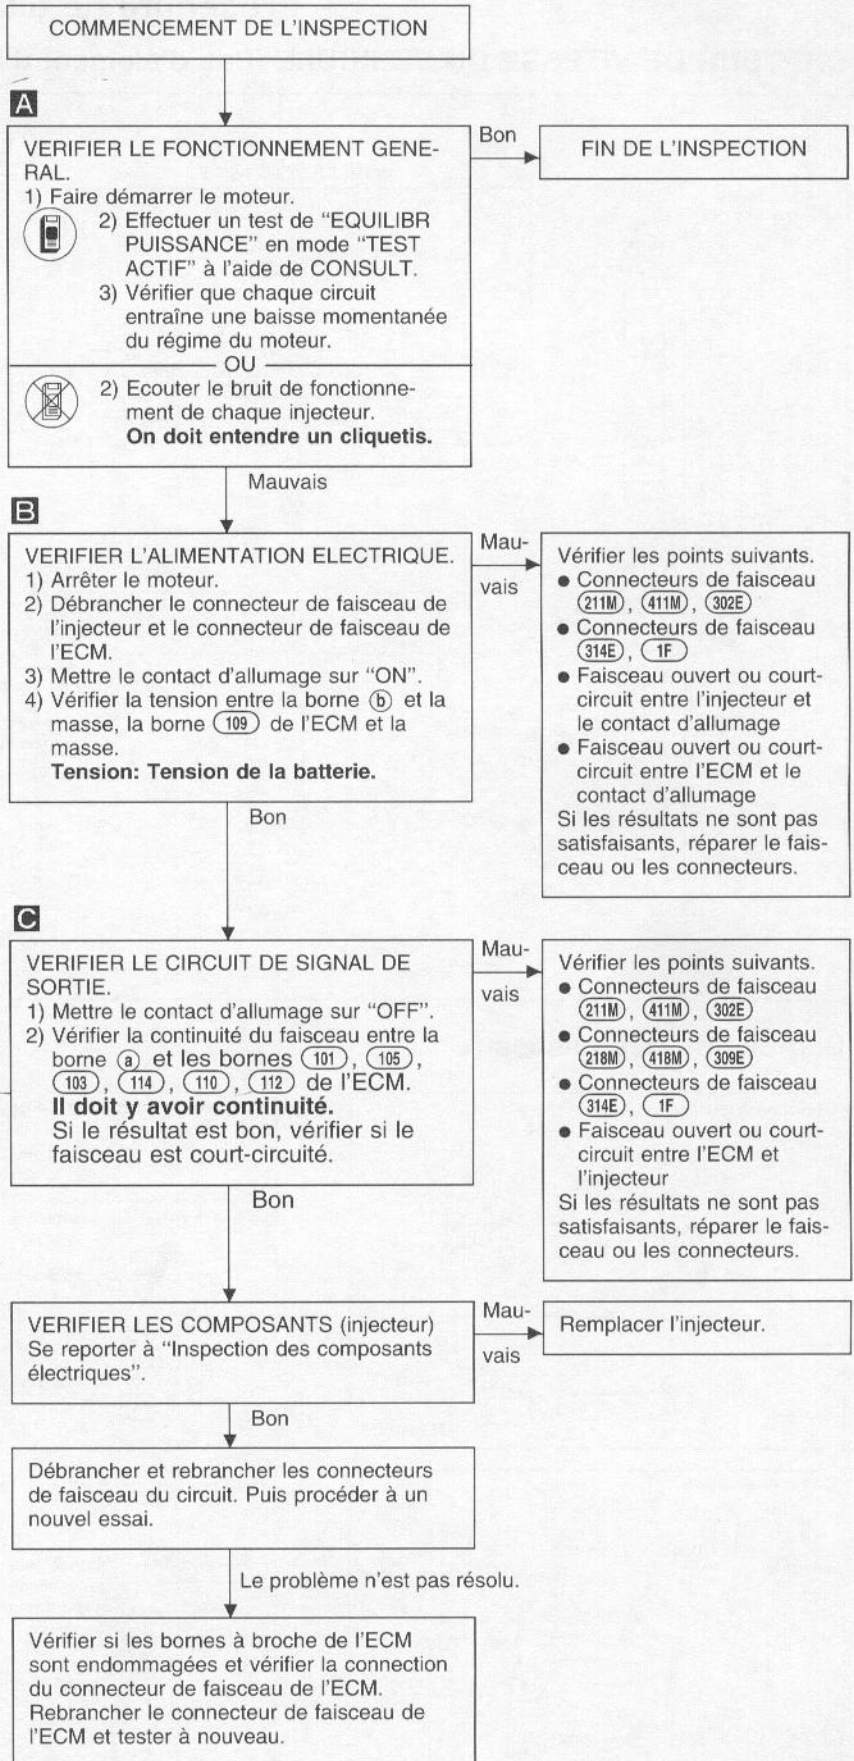 COMMENCEMENT DE L'INSPECTION
A
VERIFIER LE FONCTIONNEMENT GENE-
RAL.
1) Faire démarrer le moteur.
2) Effectuer un test de “EQUILIBR
PUISSANCE” en mode “TEST
ACTIF” à l'aide de CONSULT.
3) Vérifier que chaque circuit
entraîne une baisse momentanée
du régime du moteur.
OU
2) Ecouter le bruit de fonctionne-
ment de chaque injecteur.
On doit entendre un cliquetis.
Bon
FIN DE L'INSPECTION
Mauvais
B
VERIFIER L'ALIMENTATION ELECTRIQUE.
1) Arrêter le moteur.
2) Débrancher le connecteur de faisceau de
l'injecteur et le connecteur de faisceau de
l'ECM.
3) Mettre le contact d'allumage sur “ON”.
4) Vérifier la tension entre la borne b et la
masse, la borne 109 de l'ECM et la
masse.
Tension: Tension de la batterie.
Mau-
vais
Vérifier les points suivants.
● Connecteurs de faisceau
211M, 411M, 302E
● Connecteurs de faisceau
314E, 1F
● Faisceau ouvert ou court-
circuit entre l'injecteur et
le contact d'allumage
● Faisceau ouvert ou court-
circuit entre l'ECM et le
contact d'allumage
Si les résultats ne sont pas
satisfaisants, réparer le fais-
ceau ou les connecteurs.
Bon
C
VERIFIER LE CIRCUIT DE SIGNAL DE
SORTIE.
1) Mettre le contact d'allumage sur “OFF”.
2) Vérifier la continuité du faisceau entre la
borne a et les bornes 101, 105,
103, 114, 110, 112 de l'ECM.
Il doit y avoir continuité.
Si le résultat est bon, vérifier si le
faisceau est court-circuité.
Mau-
vais
Vérifier les points suivants.
● Connecteurs de faisceau
211M, 411M, 302E
● Connecteurs de faisceau
218M, 418M, 309E
● Connecteurs de faisceau
314E, 1F
● Faisceau ouvert ou court-
circuit entre l'ECM et
l'injecteur
Si les résultats ne sont pas
satisfaisants, réparer le fais-
ceau ou les connecteurs.
Bon
VERIFIER LES COMPOSANTS (injecteur)
Se reporter à “Inspection des composants
électriques”.
Mau-
vais
Remplacer l'injecteur.
Bon
Débrancher et rebrancher les connecteurs
de faisceau du circuit. Puis procéder à un
nouvel essai.
Le problème n'est pas résolu.
Vérifier si les bornes à broche de l'ECM
sont endommagées et vérifier la connection
du connecteur de faisceau de l'ECM.
Rebrancher le connecteur de faisceau de
l'ECM et tester à nouveau.